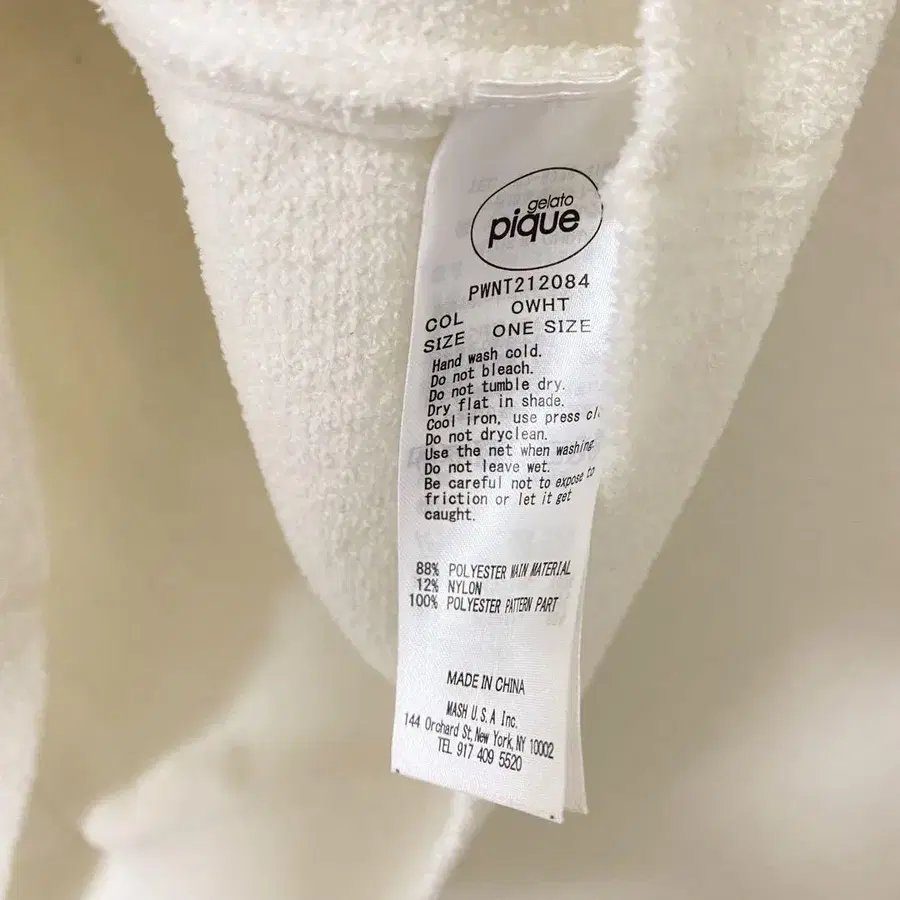 gelato
pique
PWNT212084
COL OWHT
SIZE ONE SIZE
Hand wash cold.
Do not bleach.
Do not tumble dry.
Dry flat in shade.
Cool iron, use press
Do not dryclean.
Use the net when washing.
Do not leave wet.
Be careful not to expose to
friction or let it get
caught.
88% POLYESTER MAIN MATERIAL
12% NYLON
100% POLYESTER PATTERN PART
MADE IN CHINA
MASH U.S.A Inc.
144 Orchard St, New York, NY 10002
TEL 917 409 5520